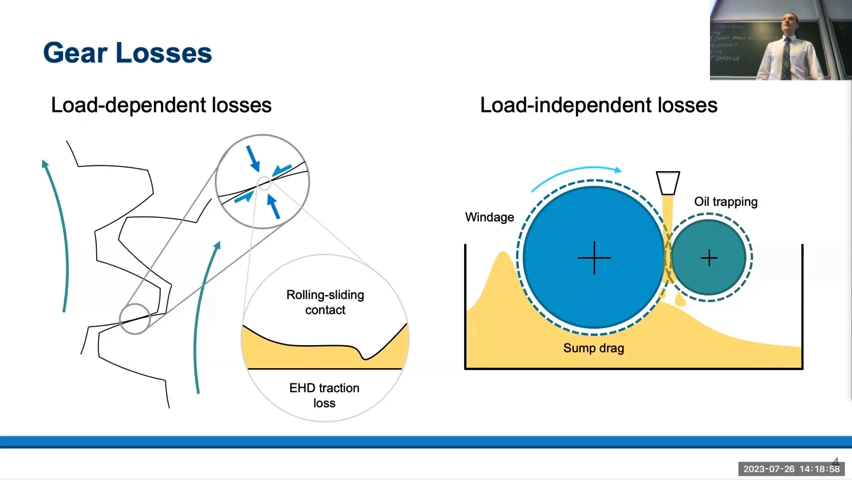 Gear Losses
Load-dependent losses
Load-independent losses
Oil trapping
Windage
Rolling-sliding
contact
Sump drag
EHD traction
loss
4
2023-07-26 14:18:58